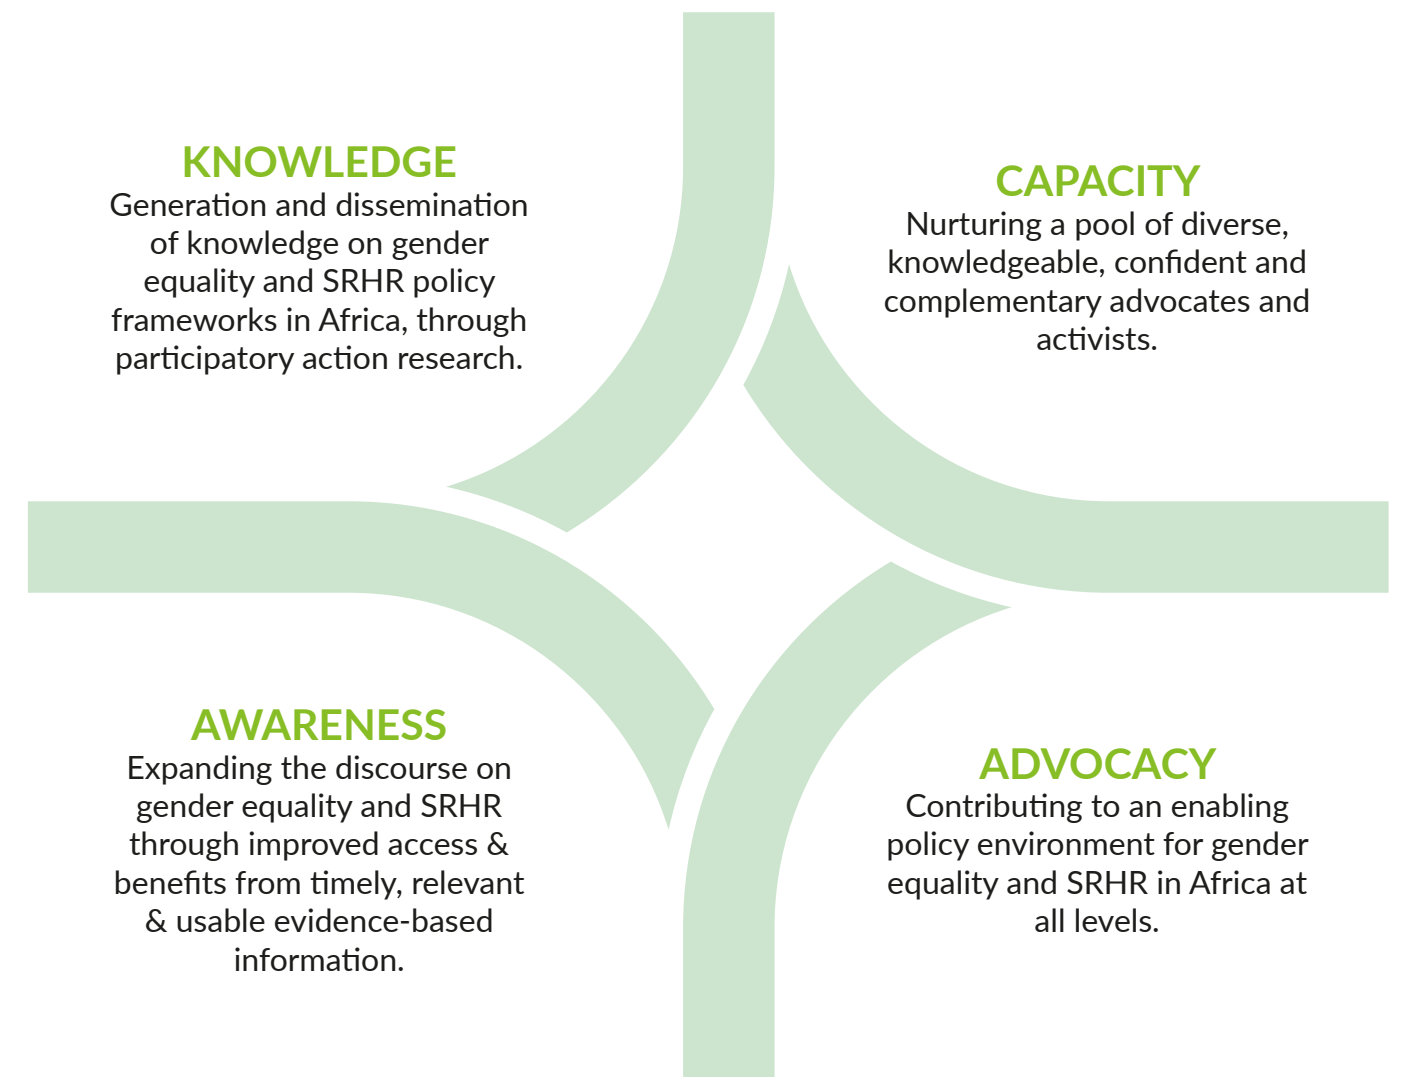 KNOWLEDGE
Generation and dissemination
of knowledge on gender
equality and SRHR policy
frameworks in Africa, through
participatory action research.
CAPACITY
Nurturing a pool of diverse,
knowledgeable, confident and
complementary advocates and
activists.
AWARENESS
Expanding the discourse on
gender equality and SRHR
through improved access &
benefits from timely, relevant
& usable evidence-based
information.
ADVOCACY
Contributing to an enabling
policy environment for gender
equality and SRHR in Africa at
all levels.